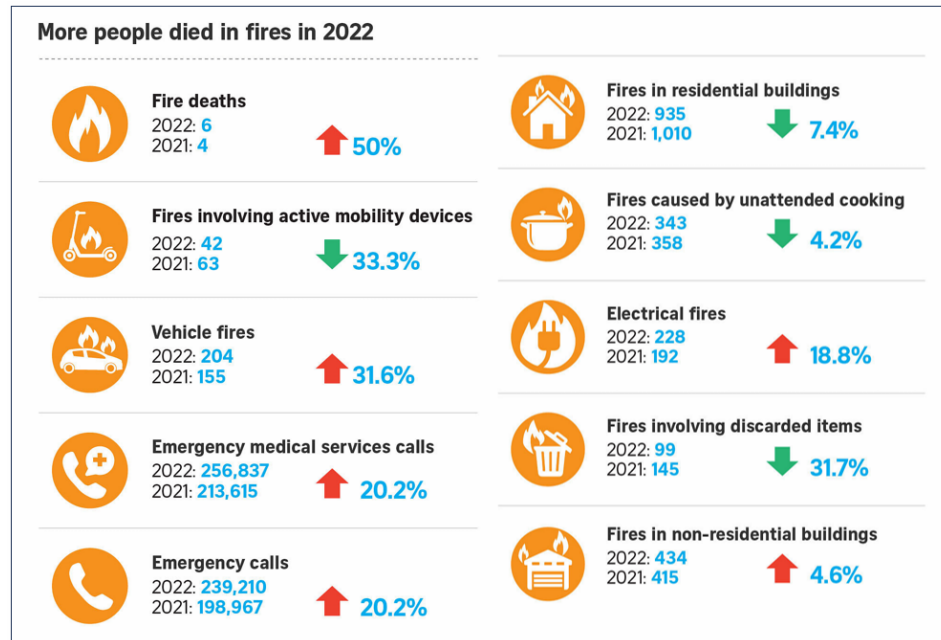 More people died in fires in 2022
Fire deaths
2022: 6
2021: 4
50%
Fires involving active mobility devices
2022: 42
2021: 63
33.3%
Vehicle fires
2022: 204
2021: 155
31.6%
Emergency medical services calls
2022: 256,837
2021: 213,615
20.2%
Emergency calls
2022: 239,210
2021: 198,967
20.2%
Fires in residential buildings
2022: 935
2021: 1,010
7.4%
Fires caused by unattended cooking
2022: 343
2021: 358
4.2%
Electrical fires
2022: 228
2021: 192
18.8%
Fires involving discarded items
2022: 99
2021: 145
31.7%
Fires in non-residential buildings
2022: 434
2021: 415
4.6%